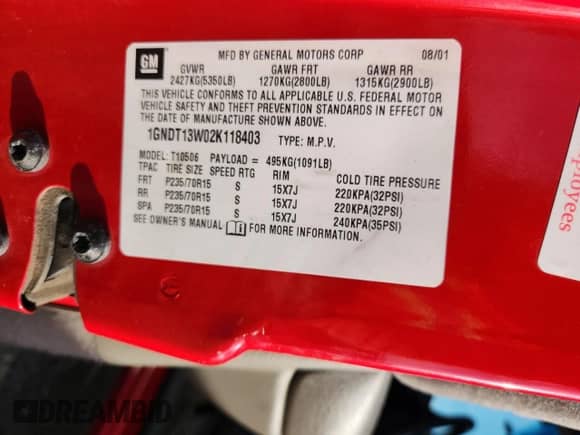 GM
MFD BY GENERAL MOTORS CORP 08/01
GVWR GAWR FRT GAWR RR
2427KG(5350LB) 1270KG(2800LB) 1315KG(2900LB)
THIS VEHICLE CONFORMS TO ALL APPLICABLE U.S. FEDERAL MOTOR
VEHICLE SAFETY AND THEFT PREVENTION STANDARDS IN EFFECT ON
THE DATE OF MANUFACTURE SHOWN ABOVE.
1GNDT13W02K118403 TYPE: M.P.V.
MODEL: T10506 PAYLOAD = 495KG(1091LB)
TPAC TIRE SIZE SPEED RTG RIM COLD TIRE PRESSURE
FRT P235/70R15 S 15X7J 220KPA(32PSI)
RR P235/70R15 S 15X7J 220KPA(32PSI)
SPA P235/70R15 S 15X7J 240KPA(35PSI)
SEE OWNER'S MANUAL FOR MORE INFORMATION.
ployees
DREAMBID